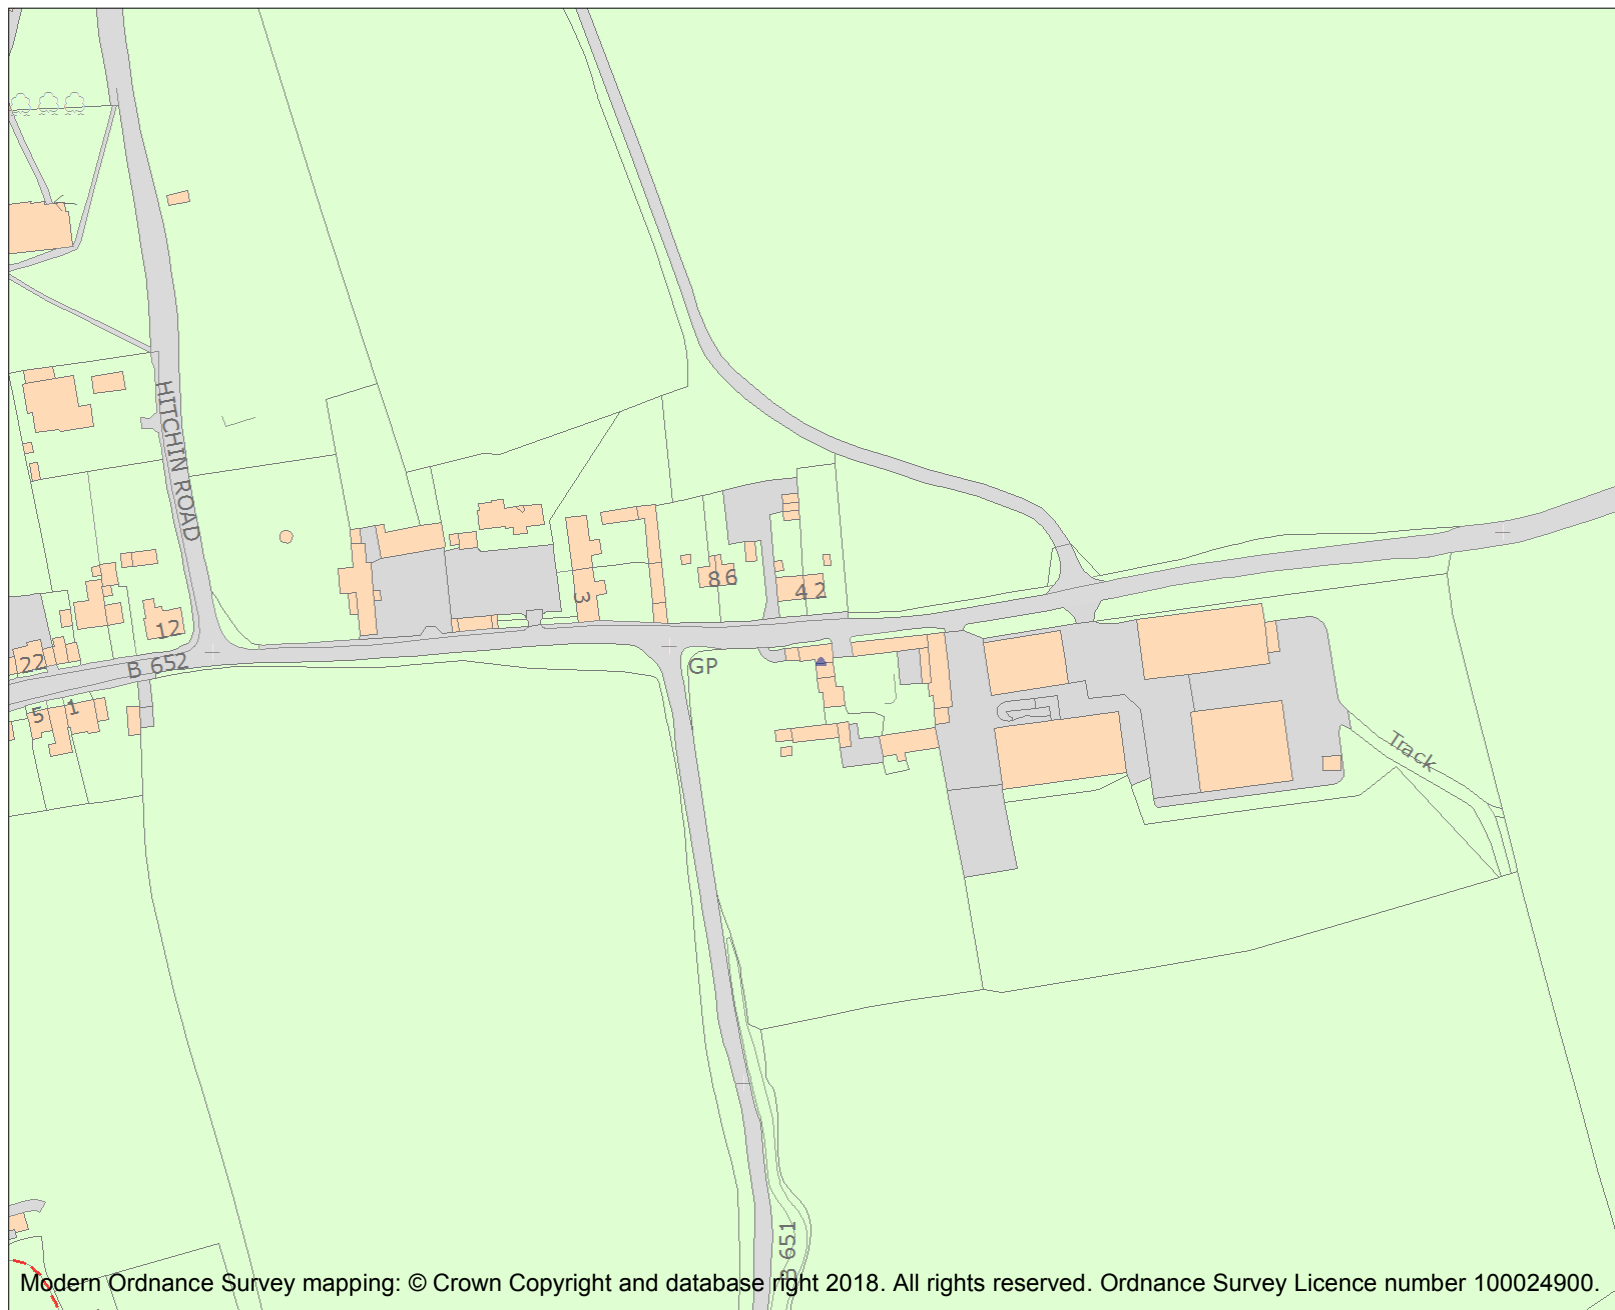 HITCHIN ROAD
8 6
4 2
3
12
22
B 652
GP
5
1
Track
B 651
Modern Ordnance Survey mapping: © Crown Copyright and database right 2018. All rights reserved. Ordnance Survey Licence number 100024900.